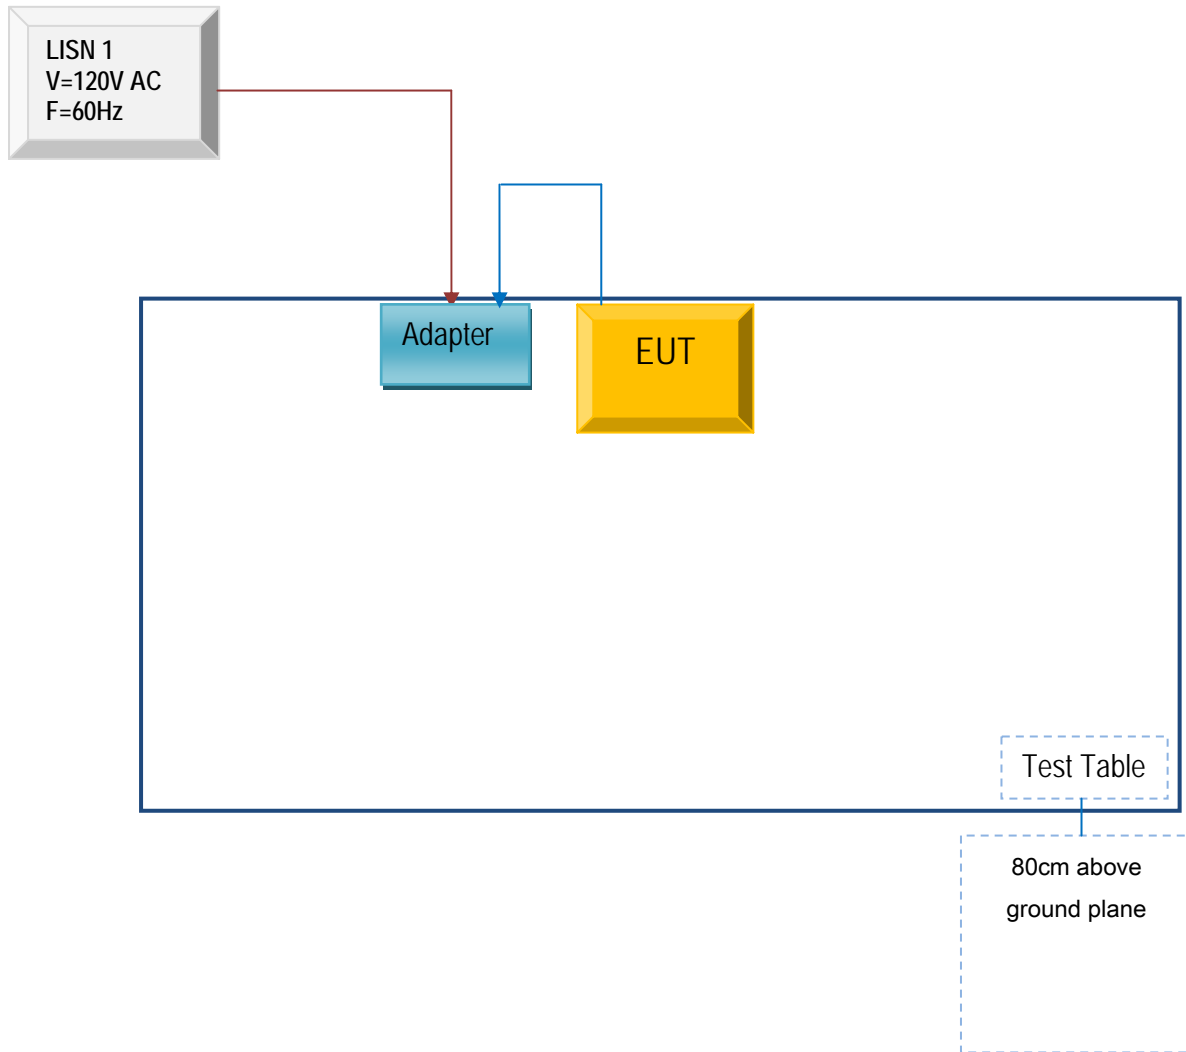 LISN 1
V=120V AC
F=60Hz
Adapter
EUT
Test Table
80cm above
ground plane